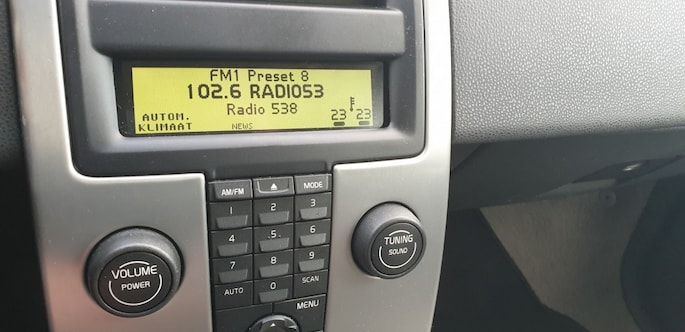 FM1 Preset 8
102.6 RADIO53
Radio 538
AUTOM. 23 23
KLIMAAT NEWS
AM/FM MODE
1 2 3
4 5 6
7 8 9
AUTO 0 SCAN
MENU
VOLUME
POWER
TUNING
SOUND